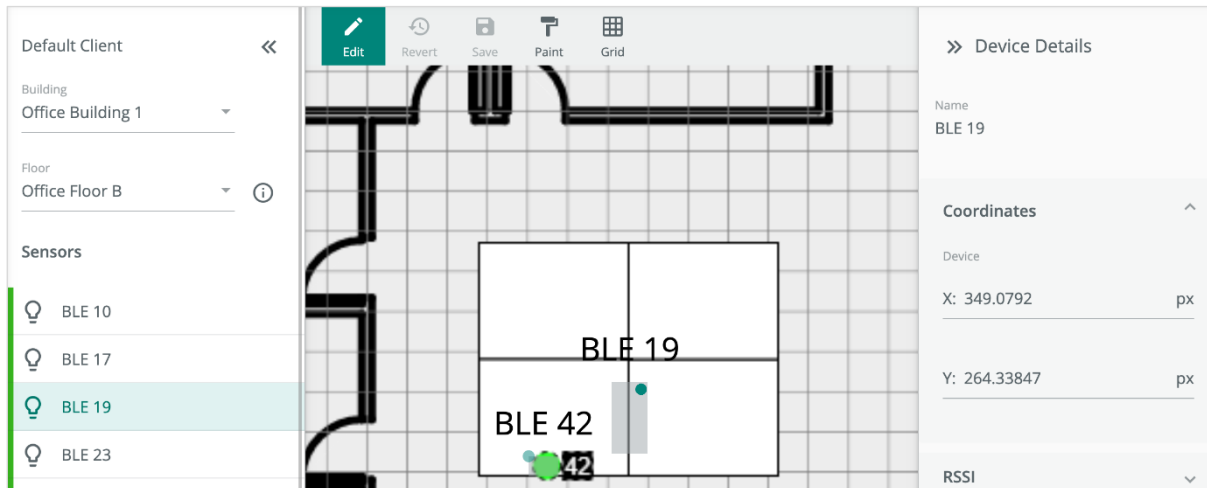 Default Client
Building
Office Building 1
Floor
Office Floor B
Sensors
BLE 10
BLE 17
BLE 19
BLE 23
Edit
Revert
Save
Paint
Grid
BLE 19
BLE 42
42
Device Details
Name
BLE 19
Coordinates
Device
X: 349.0792 px
Y: 264.33847 px
RSSI